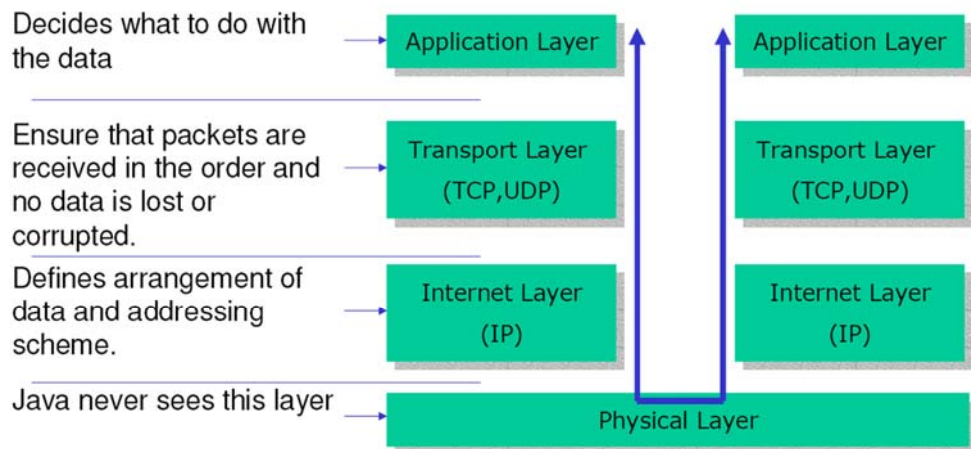 Decides what to do with
the data
Application Layer
Application Layer
Ensure that packets are
received in the order and
no data is lost or
corrupted.
Transport Layer
(TCP,UDP)
Transport Layer
(TCP,UDP)
Defines arrangement of
data and addressing
scheme.
Internet Layer
(IP)
Internet Layer
(IP)
Java never sees this layer
Physical Layer